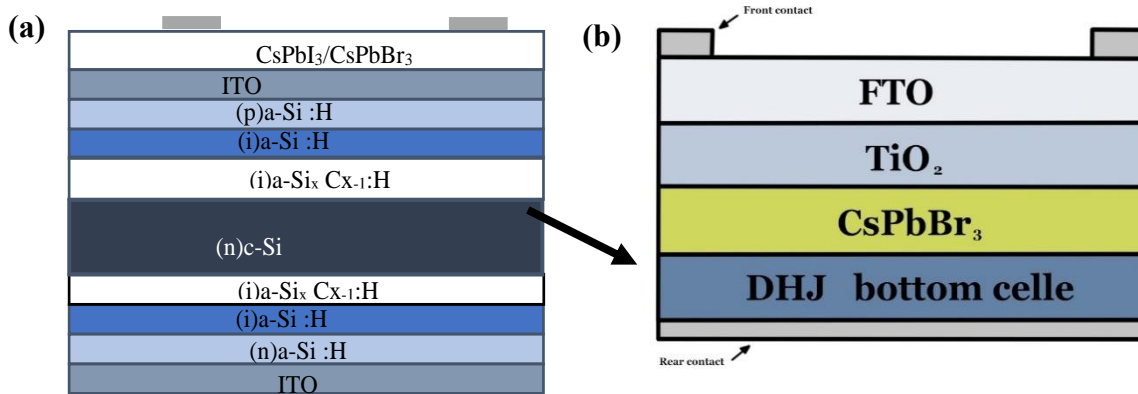 (a)
CsPbI₃/CsPbBr₃
ITO
(p)a-Si :H
(i)a-Si :H
(i)a-Siₓ Cx-₁:H
(n)c-Si
(i)a-Siₓ Cx-₁:H
(i)a-Si :H
(n)a-Si :H
ITO
(b)
Front contact
FTO
TiO₂
CsPbBr₃
DHJ bottom celle
Rear contact